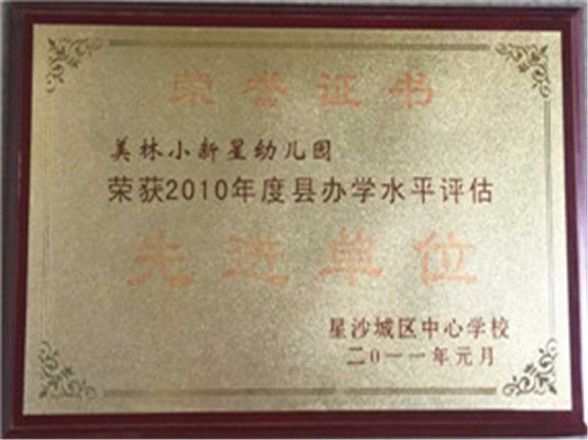 荣誉证书
美林小新星幼儿园
荣获2010年度县办学水平评估
先进单位
星沙城区中心学校
二0一一年元月